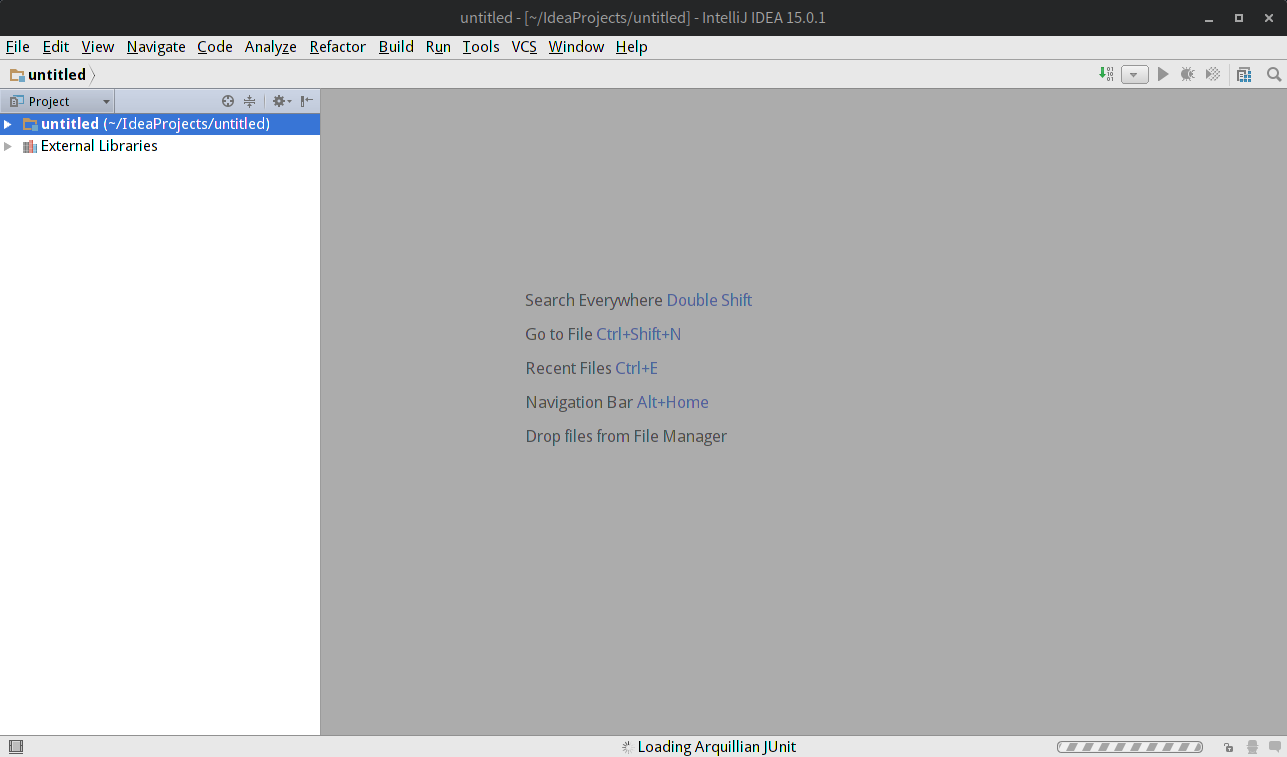 untitled - [~/IdeaProjects/untitled] - IntelliJ IDEA 15.0.1
File Edit View Navigate Code Analyze Refactor Build Run Tools VCS Window Help
untitled
Project
untitled (~/IdeaProjects/untitled)
External Libraries
Search Everywhere Double Shift
Go to File Ctrl+Shift+N
Recent Files Ctrl+E
Navigation Bar Alt+Home
Drop files from File Manager
Loading Arquillian JUnit